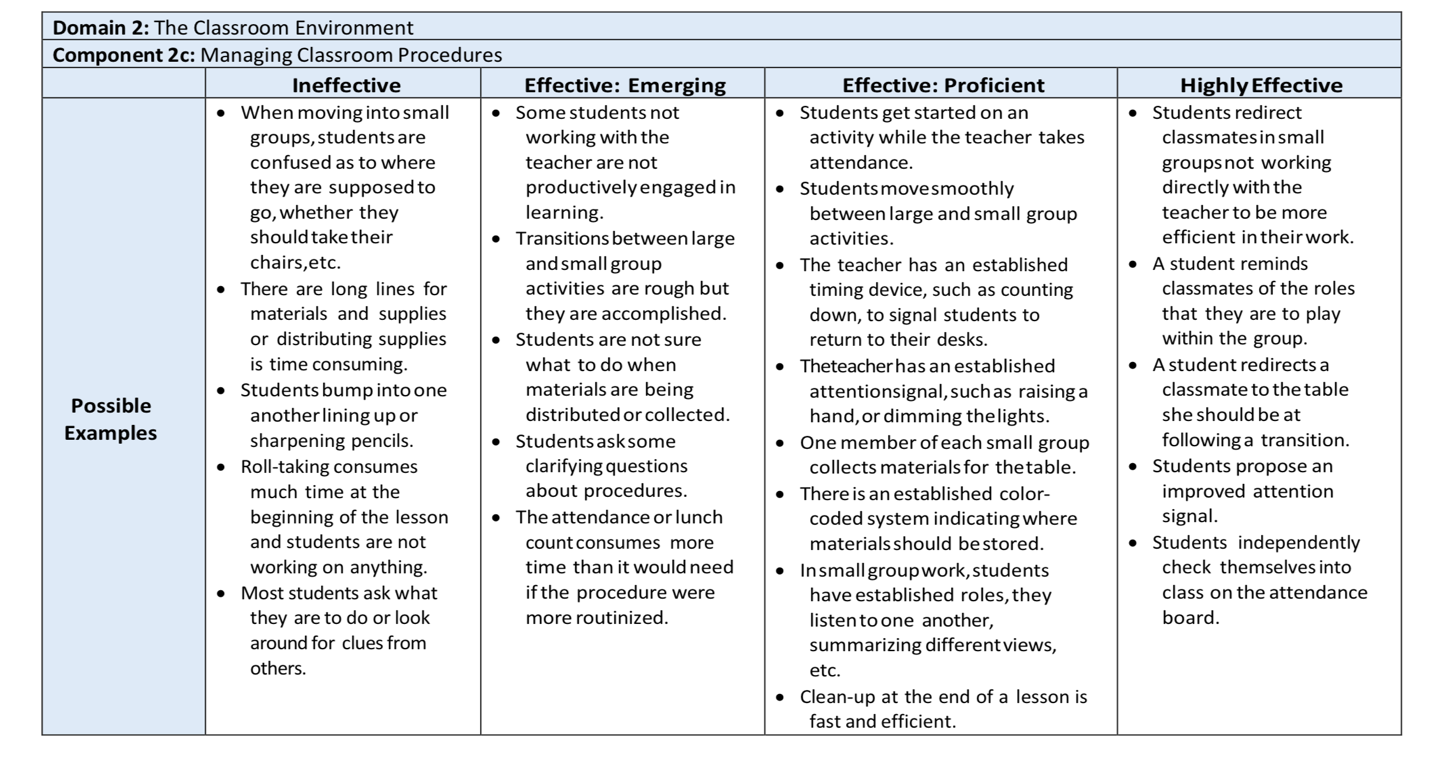 Domain 2: The Classroom Environment
Component 2c: Managing Classroom Procedures
Ineffective
Effective: Emerging
Effective: Proficient
Highly Effective
Possible
Examples
• When moving into small
groups, students are
confused as to where
they are supposed to
go, whether they
should take their
chairs, etc.
• There are long lines for
materials and supplies
or distributing supplies
is time consuming.
• Students bump into one
another lining up or
sharpening pencils.
• Roll-taking consumes
much time at the
beginning of the lesson
and students are not
working on anything.
• Most students ask what
they are to do or look
around for clues from
others.
• Some students not
working with the
teacher are not
productively engaged in
learning.
• Transitions between large
and small group
activities are rough but
they are accomplished.
• Students are not sure
what to do when
materials are being
distributed or collected.
• Students ask some
clarifying questions
about procedures.
• The attendance or lunch
count consumes more
time than it would need
if the procedure were
more routinized.
• Students get started on an
activity while the teacher takes
attendance.
• Students move smoothly
between large and small group
activities.
• The teacher has an established
timing device, such as counting
down, to signal students to
return to their desks.
• The teacher has an established
attention signal, such as raising a
hand, or dimming the lights.
• One member of each small group
collects materials for the table.
• There is an established color-
coded system indicating where
materials should be stored.
• In small group work, students
have established roles, they
listen to one another,
summarizing different views,
etc.
• Clean-up at the end of a lesson is
fast and efficient.
• Students redirect
classmates in small
groups not working
directly with the
teacher to be more
efficient in their work.
• A student reminds
classmates of the roles
that they are to play
within the group.
• A student redirects a
classmate to the table
she should be at
following a transition.
• Students propose an
improved attention
signal.
• Students independently
check themselves into
class on the attendance
board.